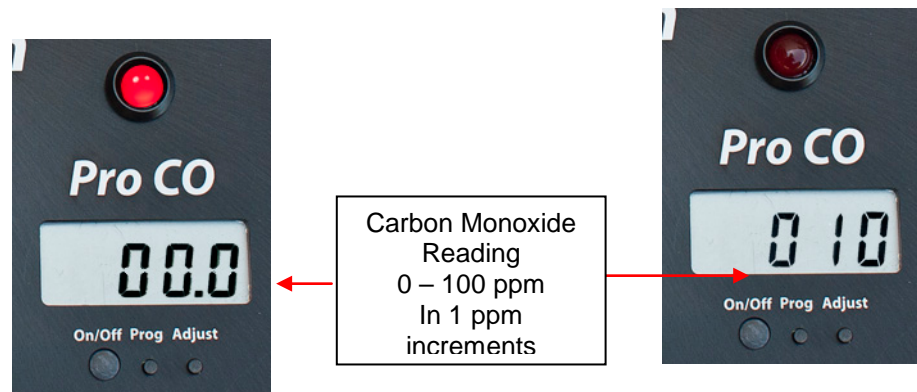 Pro CO
00.0
On/Off Prog Adjust
Carbon Monoxide
Reading
0 – 100 ppm
In 1 ppm
increments
Pro CO
010
On/Off Prog Adjust